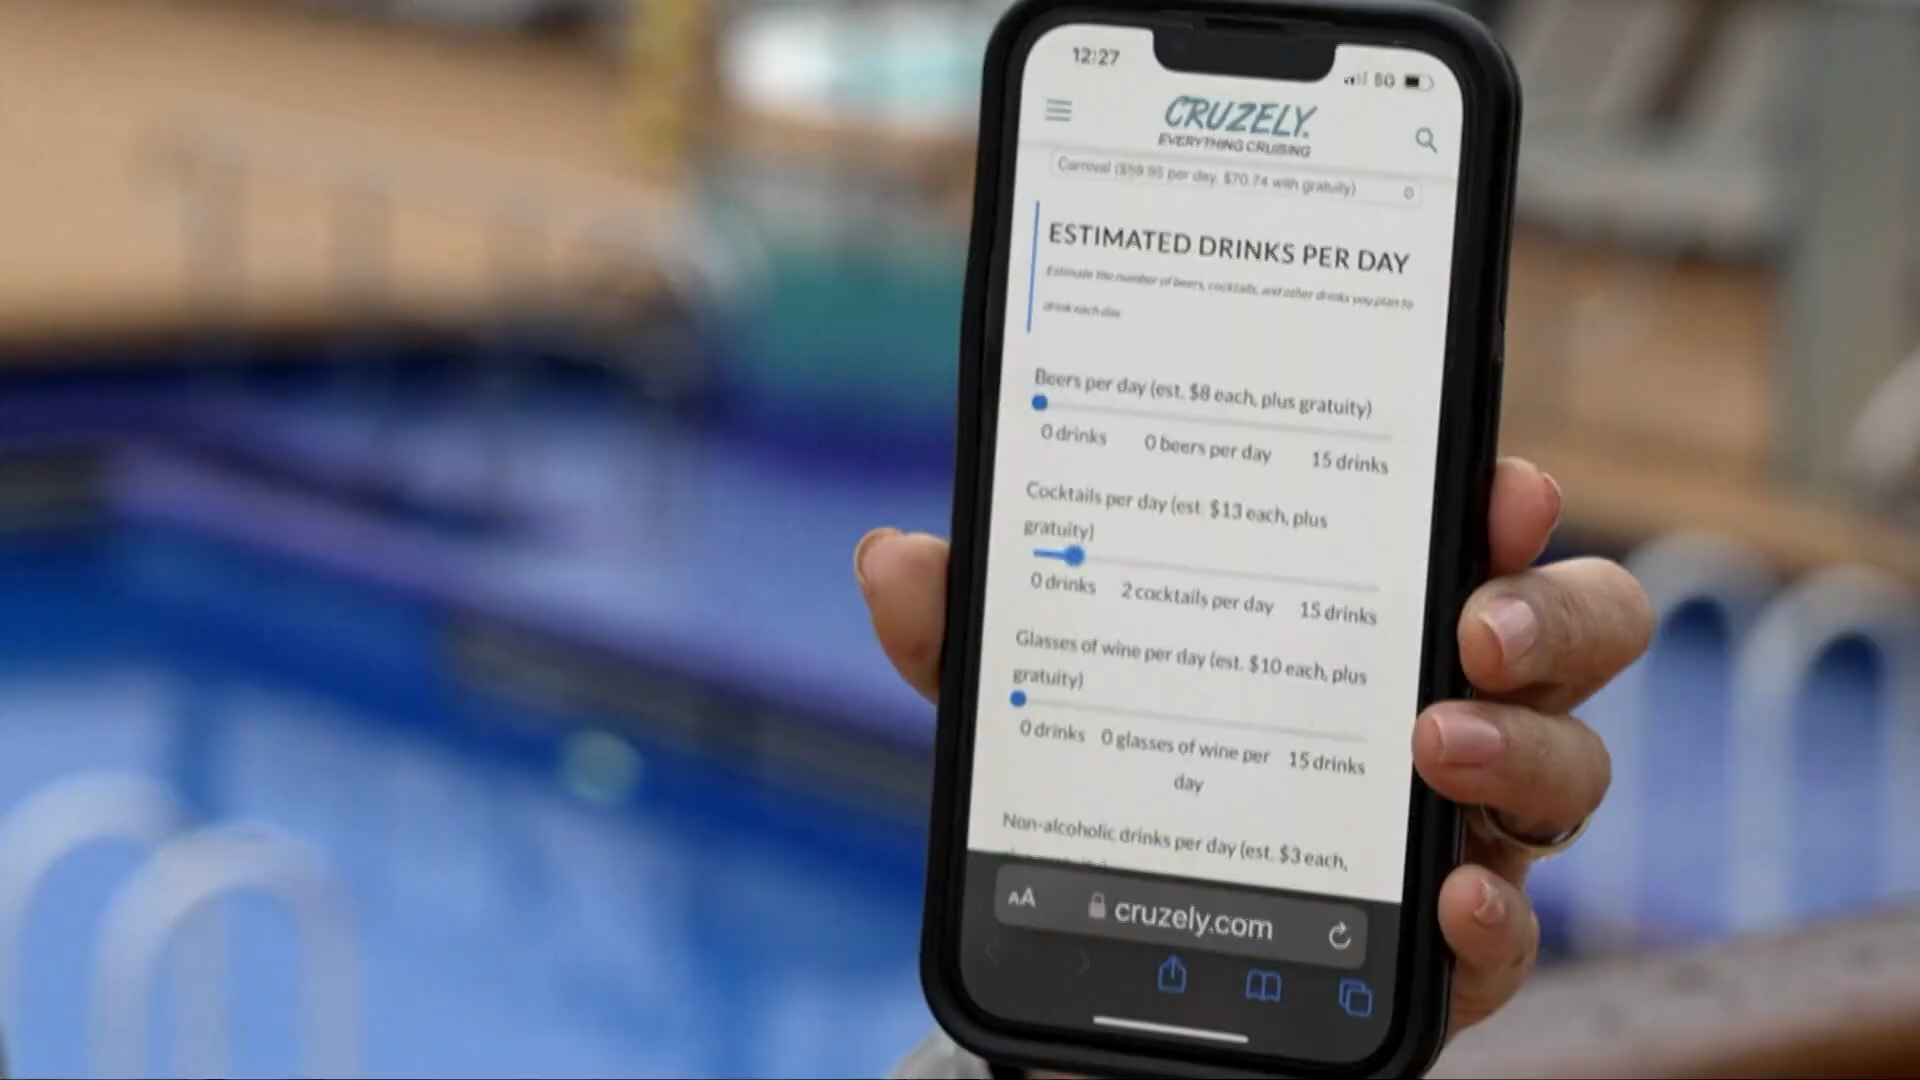 12:27
5G
CRUZELY.
EVERYTHING CRUISING
Carnival ($59.95 per day, $70.74 with gratuity) 0
ESTIMATED DRINKS PER DAY
Estimate the number of beers, cocktails, and other drinks you plan to
drink each day
Beers per day (est. $8 each, plus gratuity)
0 drinks 0 beers per day 15 drinks
Cocktails per day (est. $13 each, plus
gratuity)
0 drinks 2 cocktails per day 15 drinks
Glasses of wine per day (est. $10 each, plus
gratuity)
0 drinks 0 glasses of wine per 15 drinks
day
Non-alcoholic drinks per day (est. $3 each,
AA cruzely.com